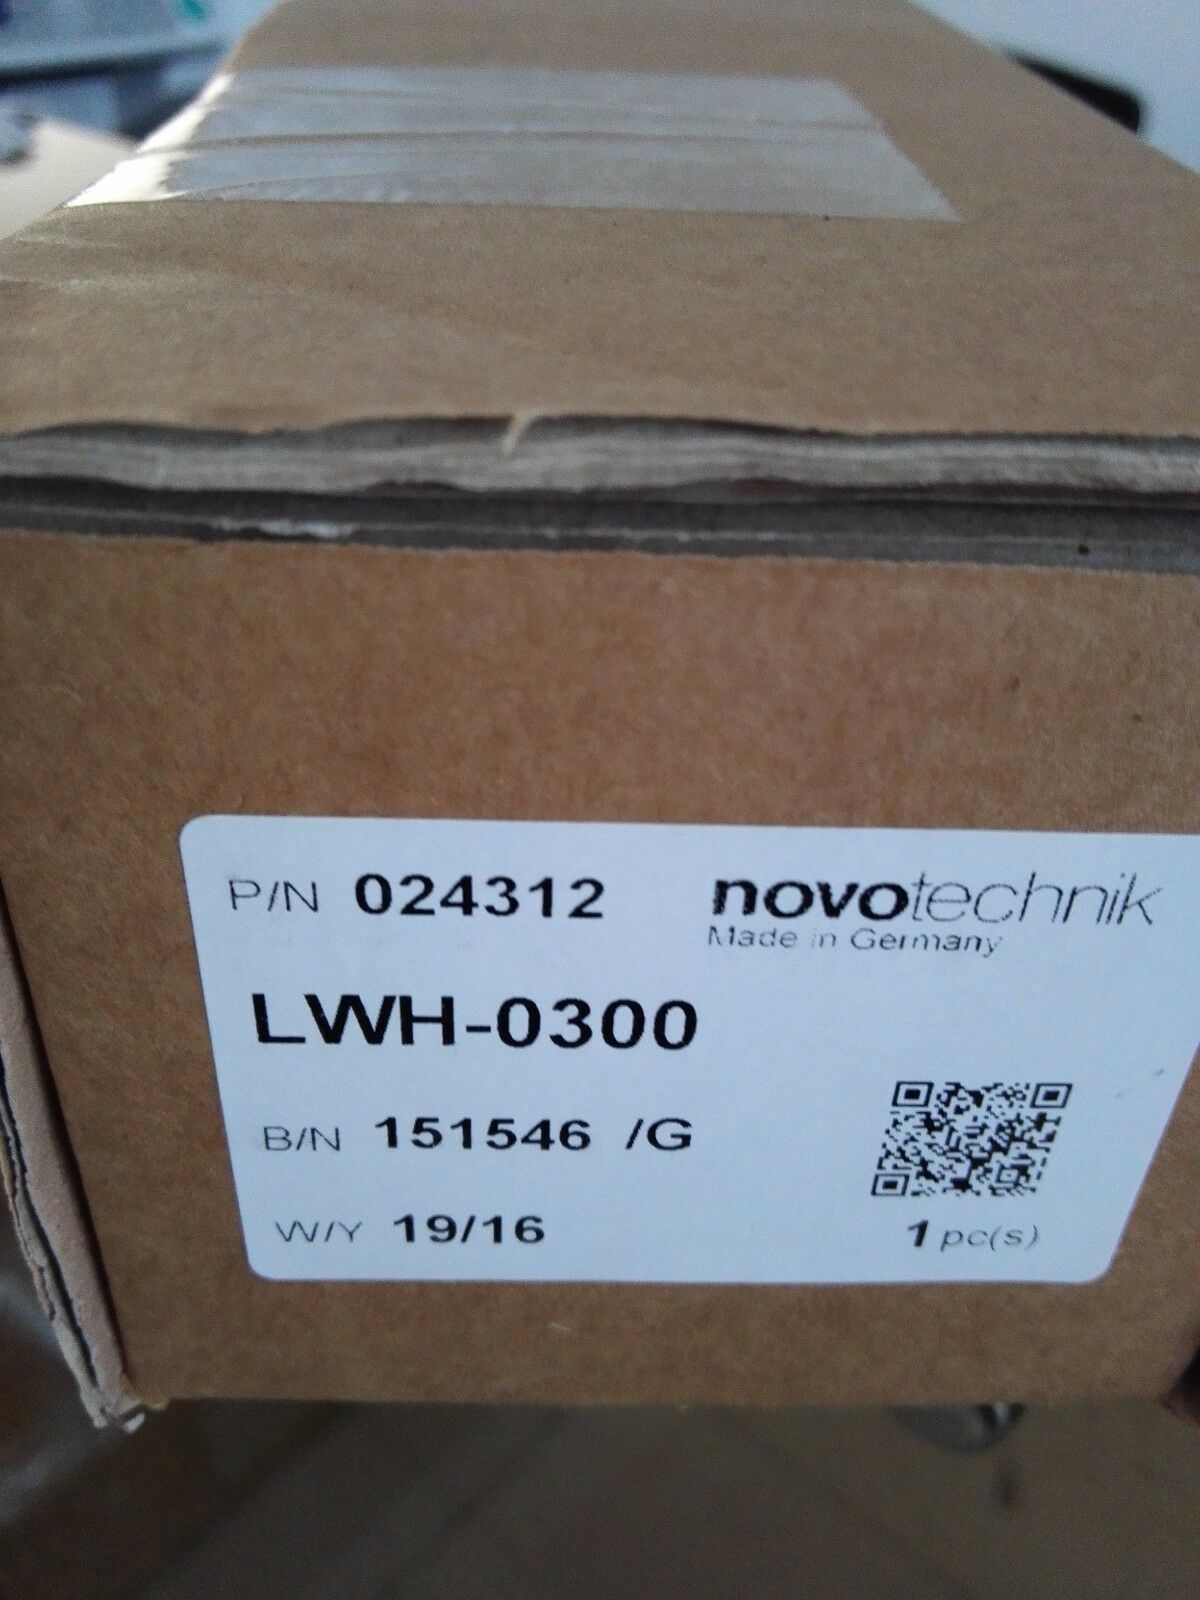 P/N 024312
novotechnik
Made in Germany
LWH-0300
B/N 151546 /G
W/Y 19/16
1 pc(s)